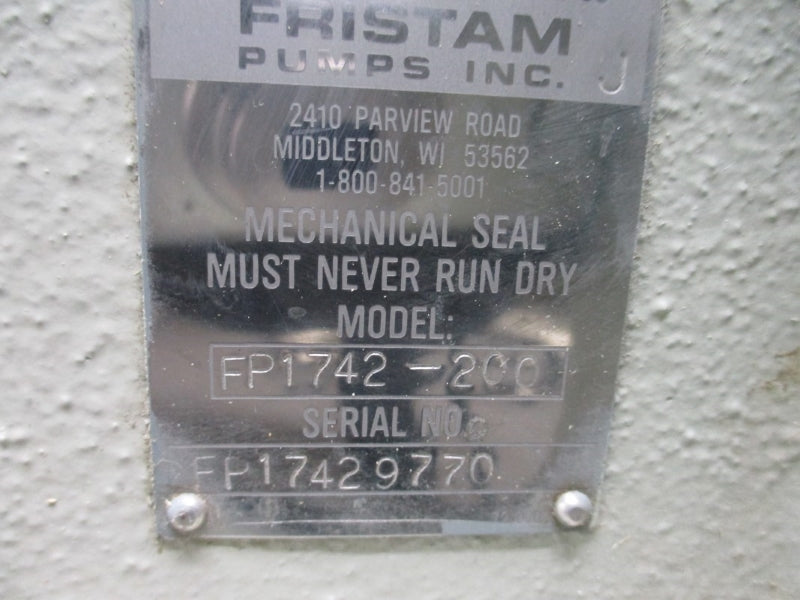 FRISTAM
PUMPS INC. J
2410 PARVIEW ROAD
MIDDLETON, WI 53562
1-800-841-5001
MECHANICAL SEAL
MUST NEVER RUN DRY
MODEL:
FP1742-200
SERIAL NO.
FP17429770